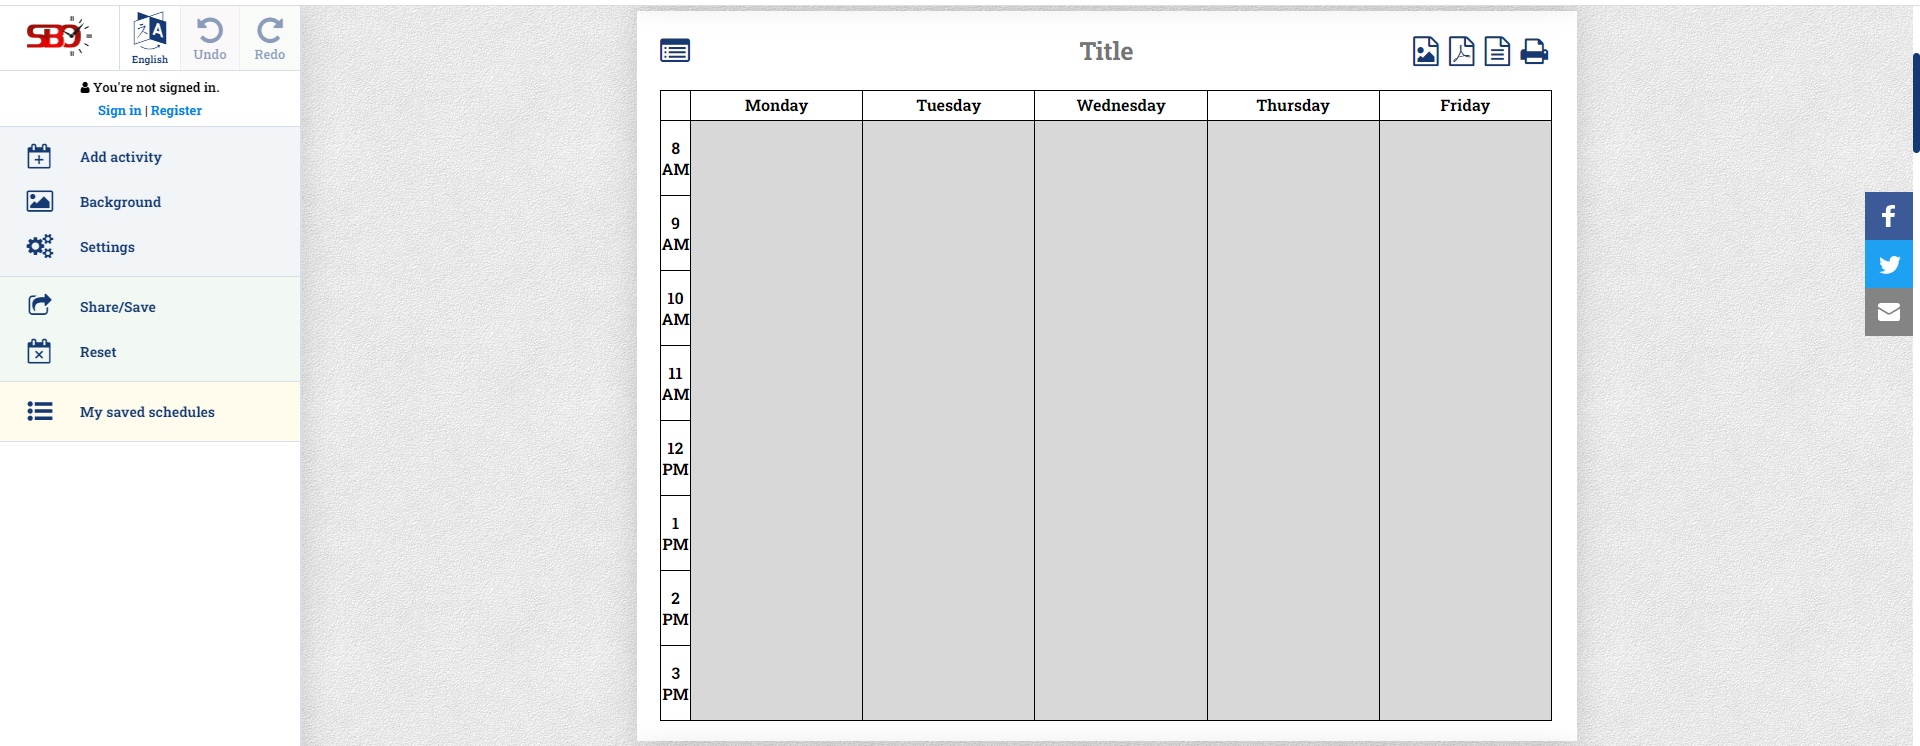 SBO
English
Undo
Redo
You're not signed in.
Sign in | Register
Add activity
Background
Settings
Share/Save
Reset
My saved schedules
Title
Monday Tuesday Wednesday Thursday Friday
8
AM
9
AM
10
AM
11
AM
12
PM
1
PM
2
PM
3
PM